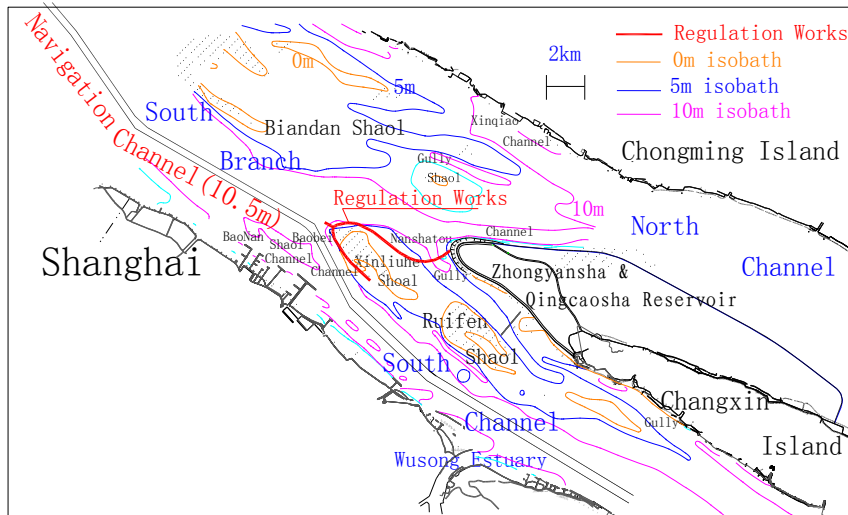 Navigation Channel(10.5m)
Regulation Works
0m isobath
5m isobath
10m isobath
2km
0m
5m
South
Branch
Biandan Shaol
Xinqiao
Channel
Chongming Island
Gully
Shaol
Regulation Works
10m
North
Channel
BaoNan
Shaol
Channel
Baobei
Channel
Nanshatou
Channel
Shanghai
Xinliuhe
Shoal
Gully
Zhongyansha &
Qingcaosha Reservoir
Ruifen
Shaol
South
Channel
Changxin
Island
Gully
Wusong Estuary